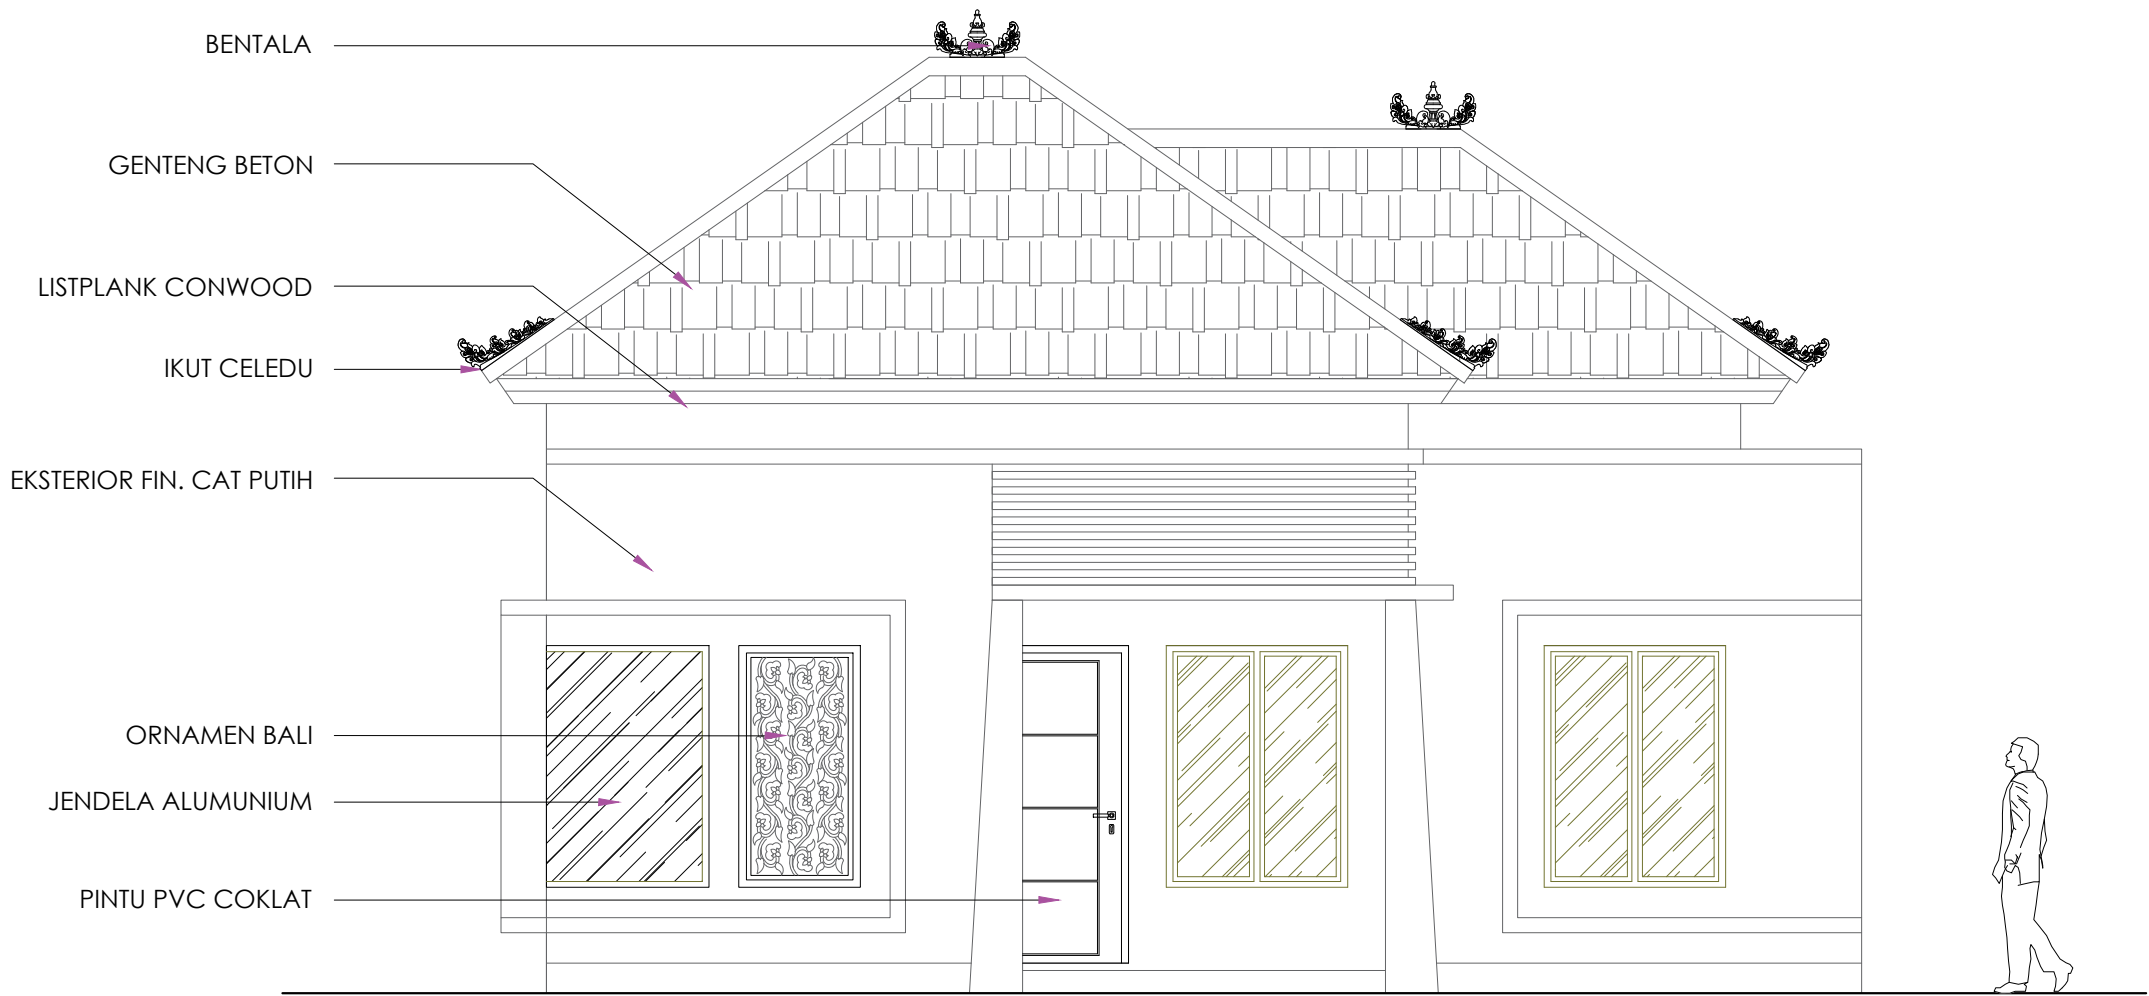 BENTALA
GENTENG BETON
LISTPLANK CONWOOD
IKUT CELEDU
EKSTERIOR FIN. CAT PUTIH
ORNAMEN BALI
JENDELA ALUMUNIUM
PINTU PVC COKLAT